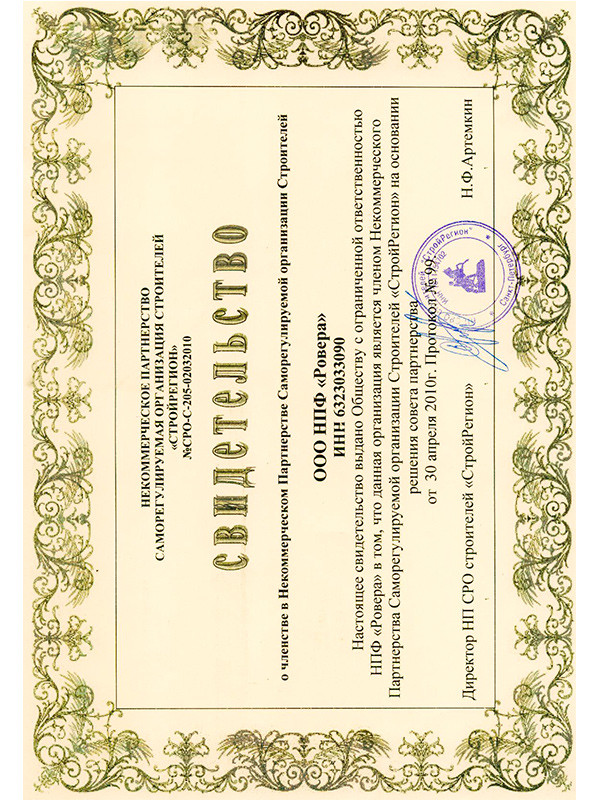 НЕКОММЕРЧЕСКОЕ ПАРТНЕРСТВО
САМОРЕГУЛИРУЕМАЯ ОРГАНИЗАЦИЯ СТРОИТЕЛЕЙ
«СТРОЙРЕГИОН»
№СРО-С-205-02032010
СВИДЕТЕЛЬСТВО
о членстве в Некоммерческом Партнерстве Саморегулируемой организации Строителей
ООО НПФ «Ровера»
ИНН 6323033090
Настоящее свидетельство выдано Обществу с ограниченной ответственностью
НПФ «Ровера» в том, что данная организация является членом Некоммерческого
Партнерства Саморегулируемой организации Строителей «СтройРегион» на основании
решения совета партнерства
от 30 апреля 2010г. Протокол № 99.
Директор НП СРО строителей «СтройРегион» Н.Ф.Артемкин
"СтройРегион"
Санкт-Петербург